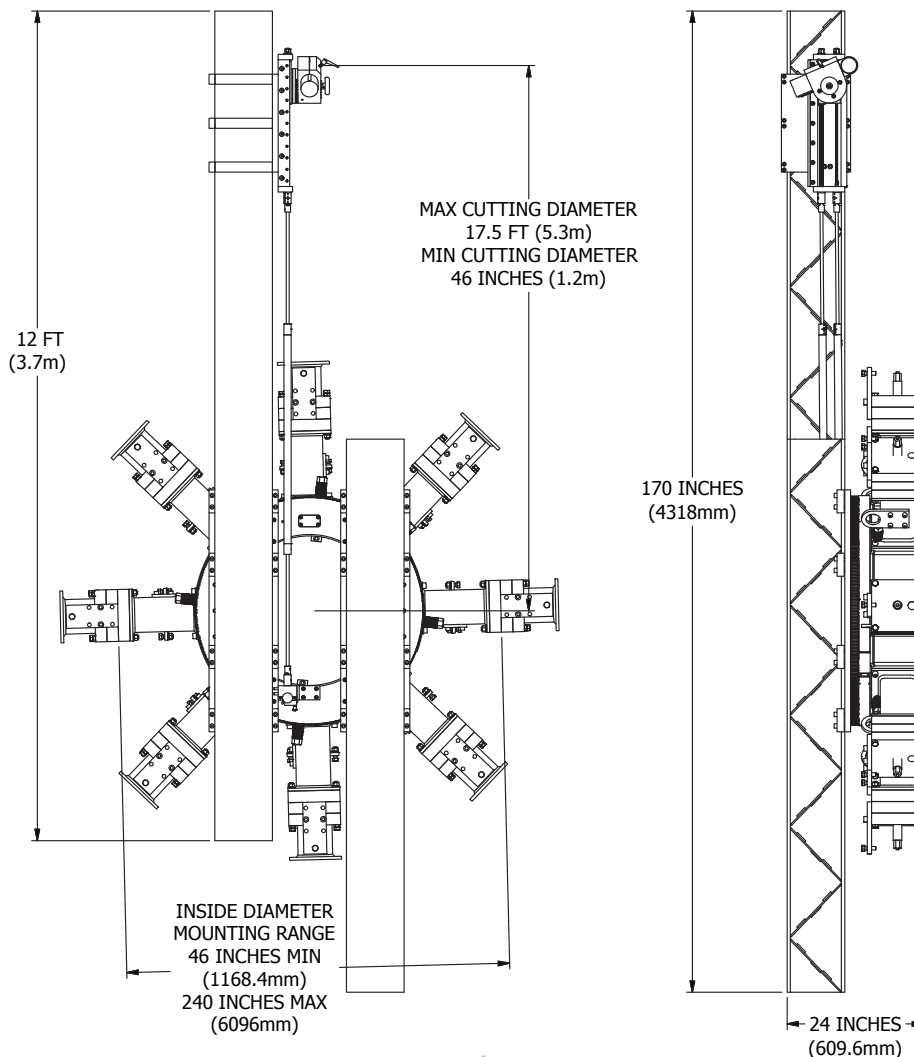 MAX CUTTING DIAMETER
17.5 FT (5.3m)
MIN CUTTING DIAMETER
46 INCHES (1.2m)
12 FT
(3.7m)
170 INCHES
(4318mm)
INSIDE DIAMETER
MOUNTING RANGE
46 INCHES MIN
(1168.4mm)
240 INCHES MAX
(6096mm)
24 INCHES
(609.6mm)